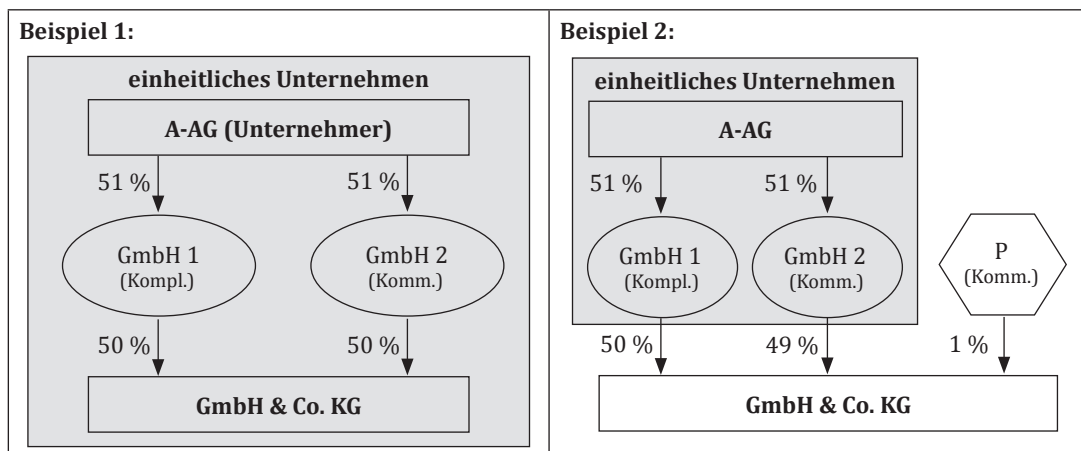 Beispiel 1:
einheitliches Unternehmen
A-AG (Unternehmer)
51 %
51 %
GmbH 1
(Kompl.)
GmbH 2
(Komm.)
50 %
50 %
GmbH & Co. KG
Beispiel 2:
einheitliches Unternehmen
A-AG
51 %
51 %
GmbH 1
(Kompl.)
GmbH 2
(Komm.)
P
(Komm.)
50 %
49 %
1 %
GmbH & Co. KG